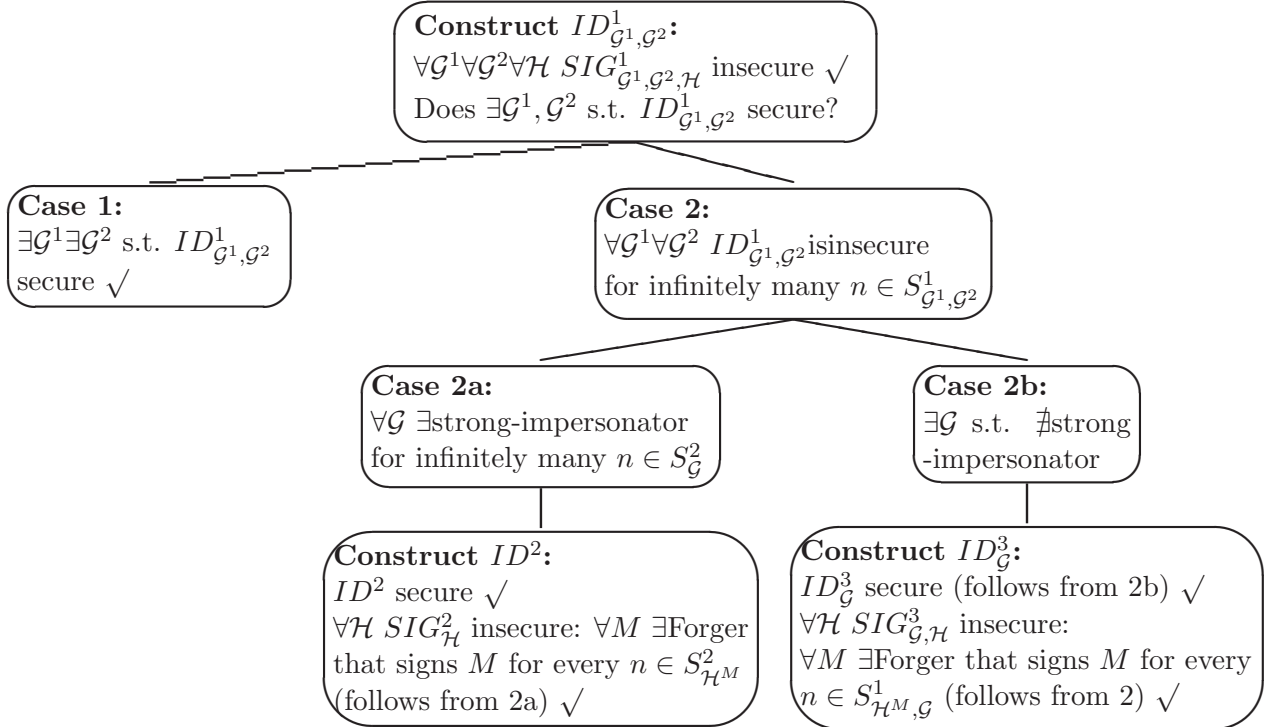 Construct $ID^1_{\mathcal{G}^1,\mathcal{G}^2}$:
$\forall\mathcal{G}^1\forall\mathcal{G}^2\forall\mathcal{H}$ $SIG^1_{\mathcal{G}^1,\mathcal{G}^2,\mathcal{H}}$ insecure √
Does $\exists\mathcal{G}^1,\mathcal{G}^2$ s.t. $ID^1_{\mathcal{G}^1,\mathcal{G}^2}$ secure?
Case 1:
$\exists\mathcal{G}^1\exists\mathcal{G}^2$ s.t. $ID^1_{\mathcal{G}^1,\mathcal{G}^2}$
secure √
Case 2:
$\forall\mathcal{G}^1\forall\mathcal{G}^2$ $ID^1_{\mathcal{G}^1,\mathcal{G}^2}$isinsecure
for infinitely many $n \in S^1_{\mathcal{G}^1,\mathcal{G}^2}$
Case 2a:
$\forall\mathcal{G}$ $\exists$strong-impersonator
for infinitely many $n \in S^2_{\mathcal{G}}$
Case 2b:
$\exists\mathcal{G}$ s.t. $\nexists$strong
-impersonator
Construct $ID^2$:
$ID^2$ secure √
$\forall\mathcal{H}$ $SIG^2_{\mathcal{H}}$ insecure: $\forall M$ $\exists$Forger
that signs $M$ for every $n \in S^2_{\mathcal{H}^M}$
(follows from 2a) √
Construct $ID^3_{\mathcal{G}}$:
$ID^3_{\mathcal{G}}$ secure (follows from 2b) √
$\forall\mathcal{H}$ $SIG^3_{\mathcal{G},\mathcal{H}}$ insecure:
$\forall M$ $\exists$Forger that signs $M$ for every
$n \in S^1_{\mathcal{H}^M,\mathcal{G}}$ (follows from 2) √